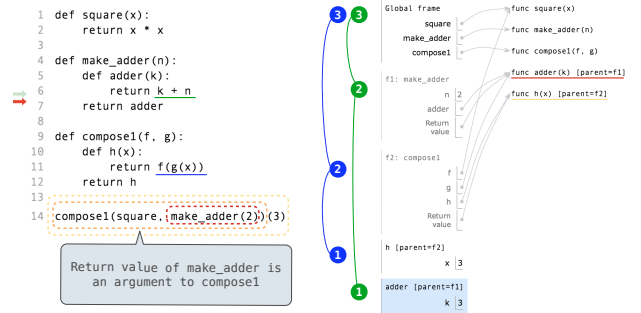 1 def square(x):
2 return x * x
3
4 def make_adder(n):
5 def adder(k):
6 return k + n
7 return adder
8
9 def compose1(f, g):
10 def h(x):
11 return f(g(x))
12 return h
13
14 compose1(square, make_adder(2))(3)
Return value of make_adder is
an argument to compose1
3
3
2
2
1
1
Global frame
square
make_adder
compose1
f1: make_adder
n 2
adder
Return
value
f2: compose1
f
g
h
Return
value
h [parent=f2]
x 3
adder [parent=f1]
k 3
func square(x)
func make_adder(n)
func compose1(f, g)
func adder(k) [parent=f1]
func h(x) [parent=f2]